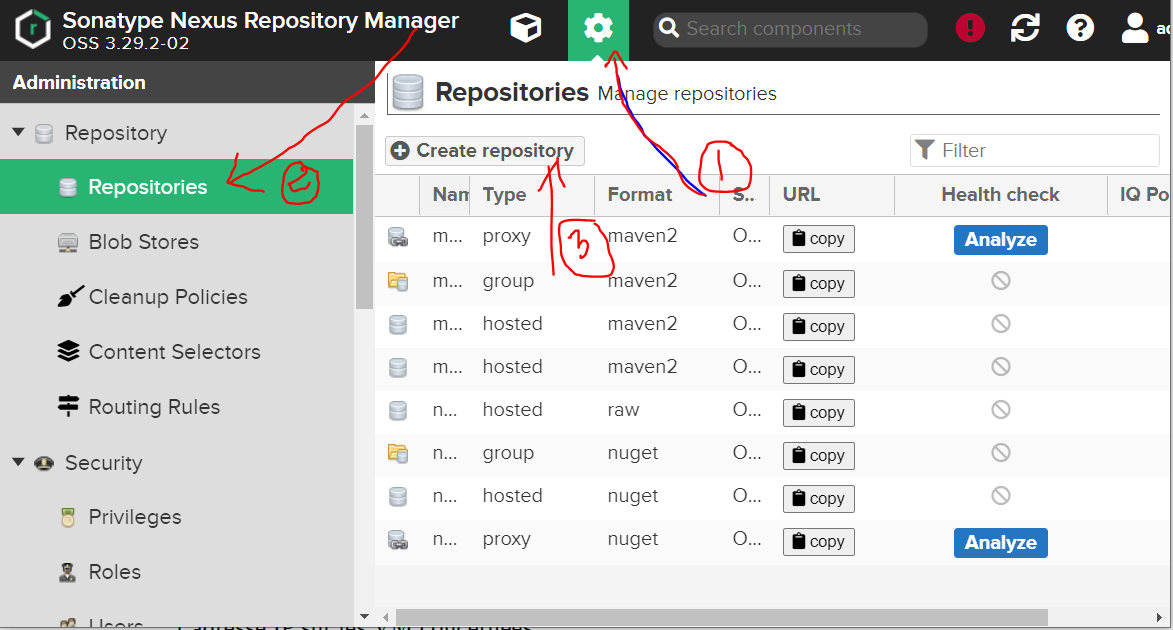 Sonatype Nexus Repository Manager
OSS 3.29.2-02
Search components
Administration
Repository
Repositories
2
Blob Stores
Cleanup Policies
Content Selectors
Routing Rules
Security
Privileges
Roles
Users
Repositories Manage repositories
1
Create repository
Filter
3
Nam Type Format S.. URL Health check IQ Po
m... proxy maven2 O... copy Analyze
m... group maven2 O... copy
m... hosted maven2 O... copy
m... hosted maven2 O... copy
n... hosted raw O... copy
n... group nuget O... copy
n... hosted nuget O... copy
n... proxy nuget O... copy Analyze